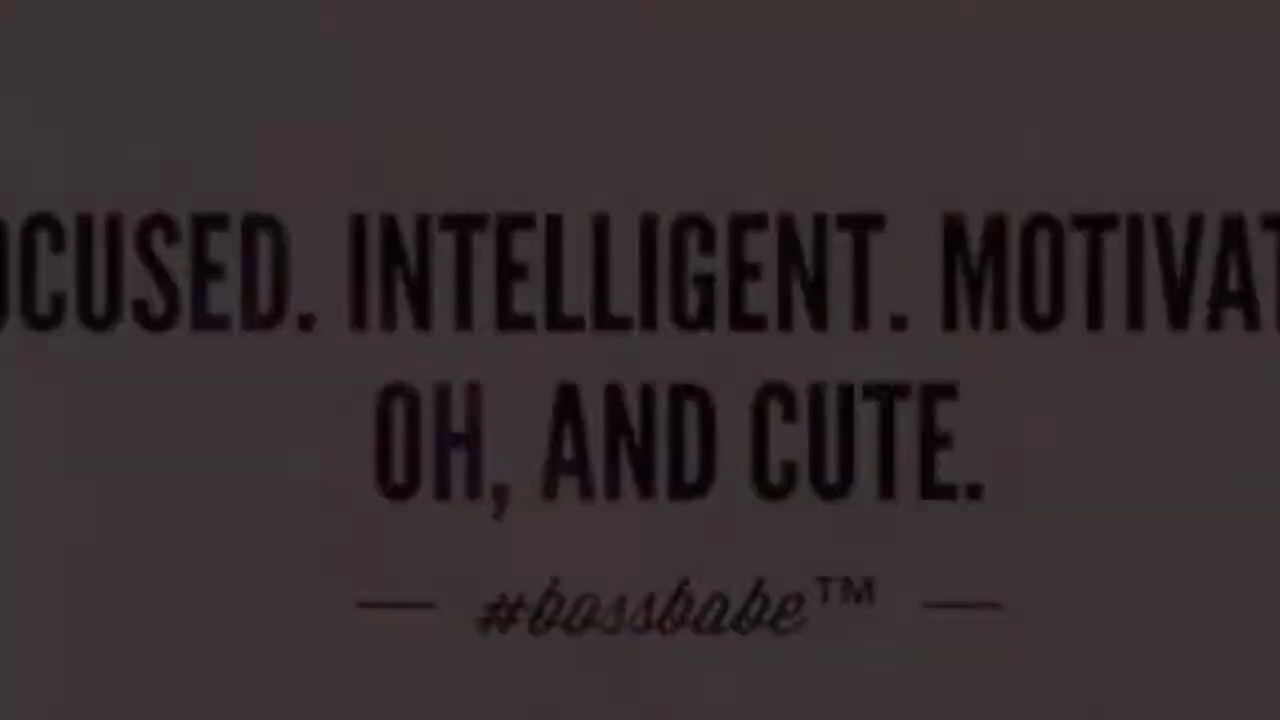 OCUSED. INTELLIGENT. MOTIVAT
OH, AND CUTE.
#bossbabe™